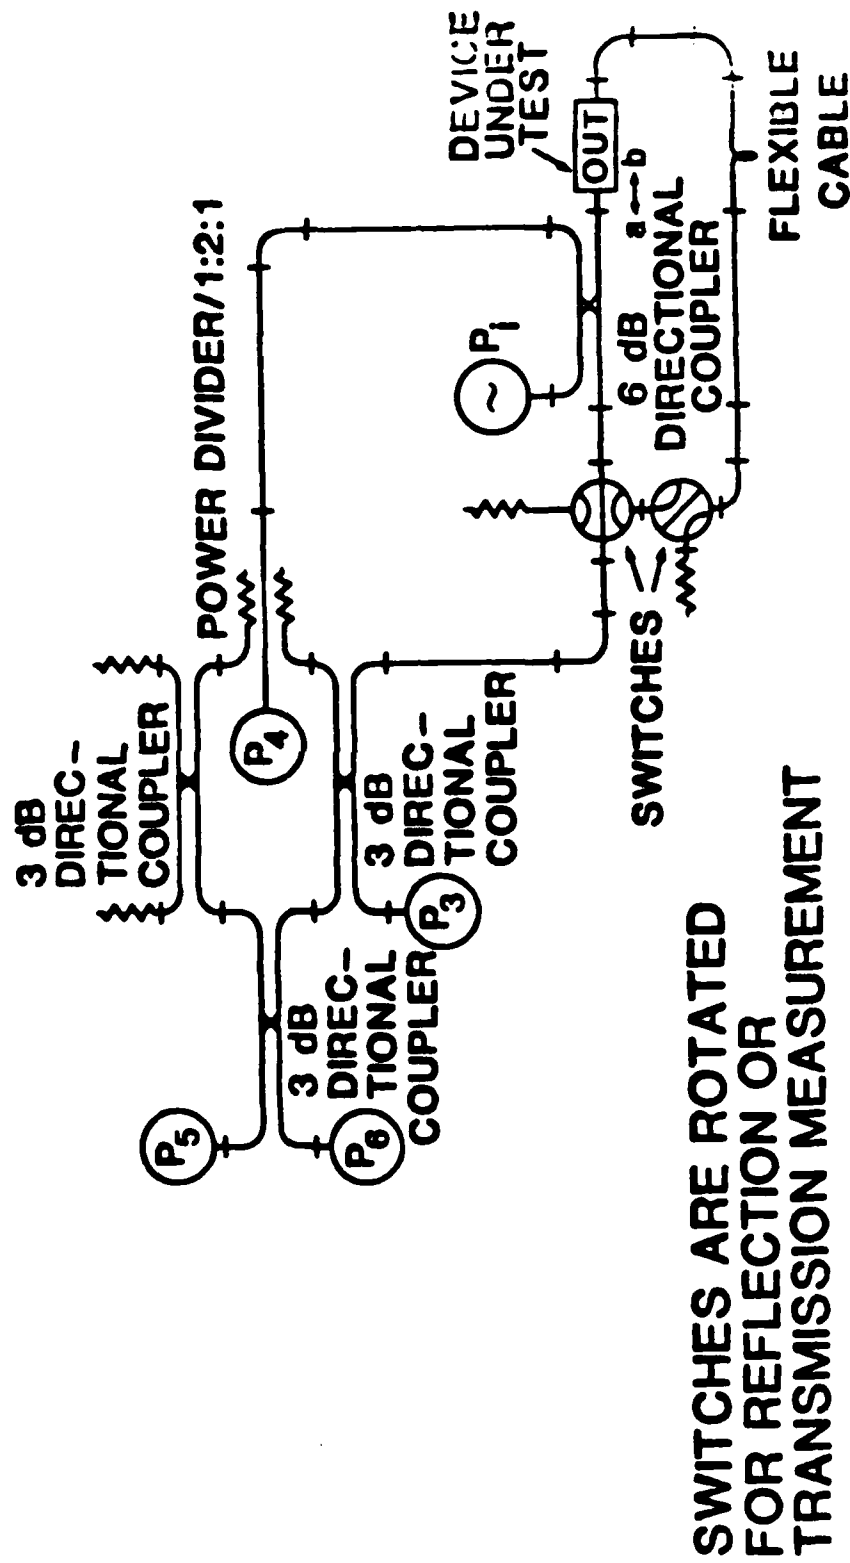 3 dB
DIREC-
TIONAL
COUPLER
POWER DIVIDER/1:2:1
P5
P6
3 dB
DIREC-
TIONAL
COUPLER
P4
3 dB
DIREC-
TIONAL
COUPLER
P3
Pi
~
DEVICE
UNDER
TEST
OUT
a b
6 dB
DIRECTIONAL
COUPLER
SWITCHES
FLEXIBLE
CABLE
SWITCHES ARE ROTATED
FOR REFLECTION OR
TRANSMISSION MEASUREMENT